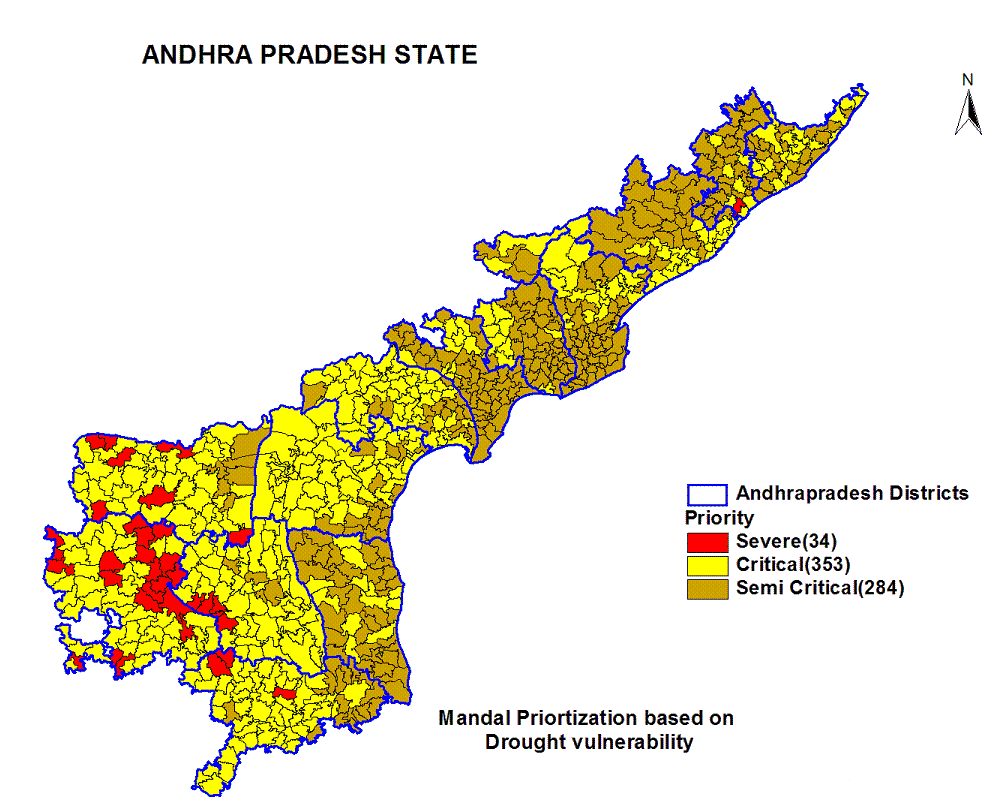 ANDHRA PRADESH STATE
N
Andhrapradesh Districts
Priority
Severe(34)
Critical(353)
Semi Critical(284)
Mandal Priortization based on
Drought vulnerability